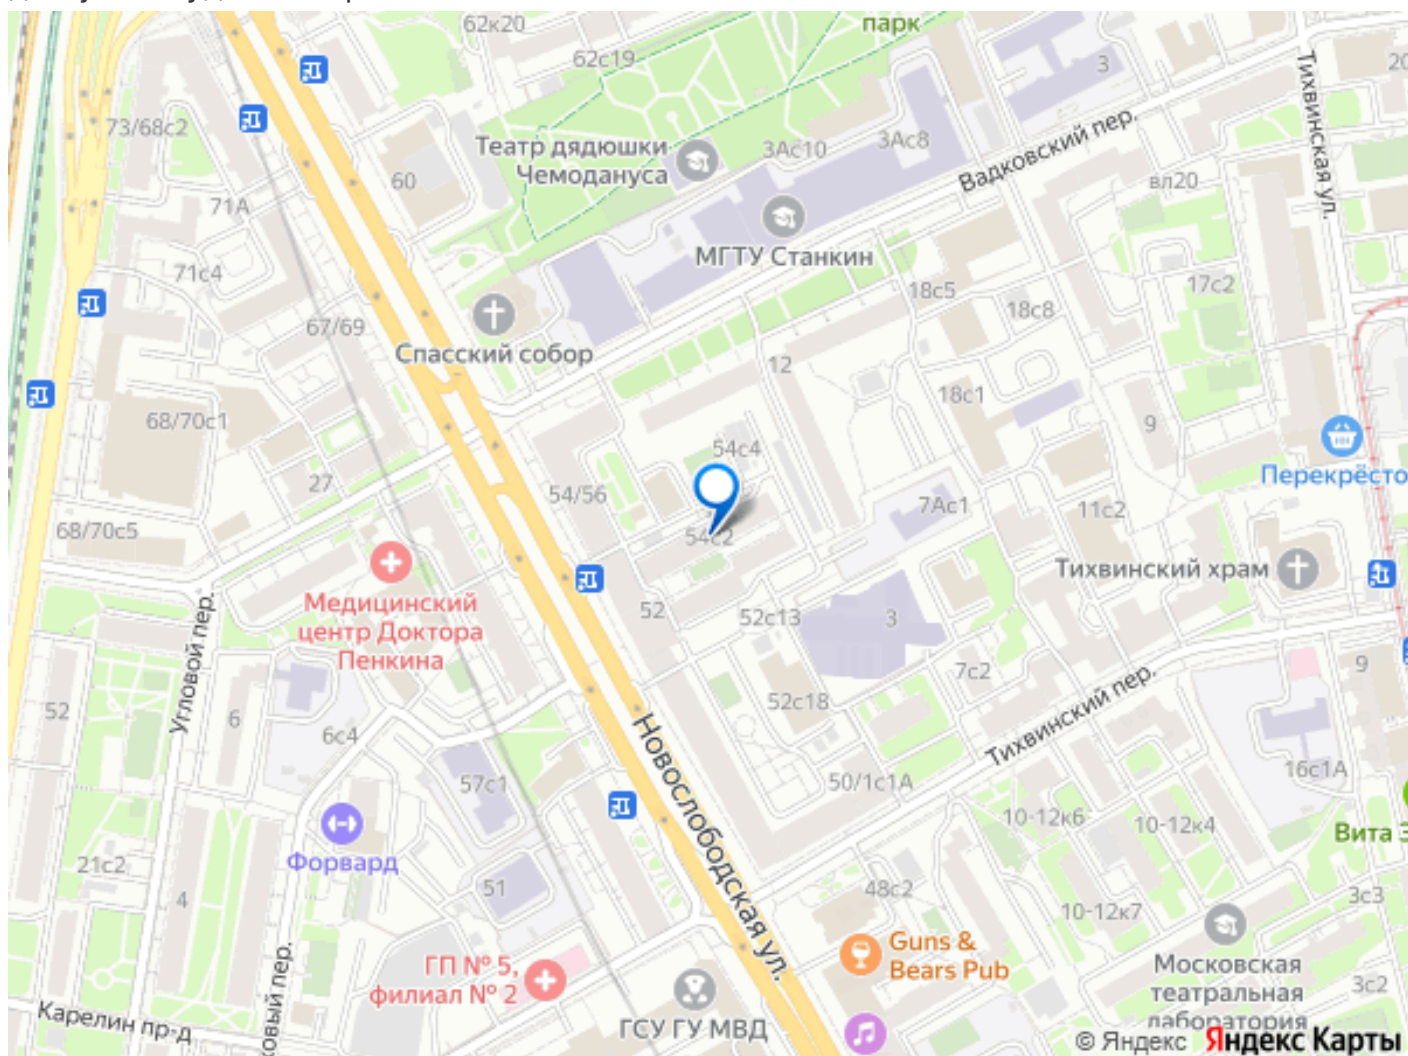 62к20
парк
62с19
3
20
Тихвинская ул.
73/68с2
Театр дядюшки
Чемодануса
3Ас10
3Ас8
Вадковский пер.
60
вл20
71А
МГТУ Станкин
71с4
17с2
18с5
18с8
67/69
Спасский собор
12
18с1
68/70с1
9
54с4
Перекрёсто
27
54/56
7Ас1
11с2
68/70с5
54с2
Тихвинский храм
Медицинский
центр Доктора
Пенкина
52
52с13
3
Угловой пер.
7с2
9
52
6
6с4
52с18
Тихвинский пер.
Новослободская ул.
57с1
50/1с1А
16с1А
10-12к6
10-12к4
Вита
Форвард
21с2
51
48с2
3с3
4
10-12к7
Guns &
Bears Pub
ГП № 5,
филиал № 2
Московская
театральная
лаборатория
3с2
ковый пер.
Карелин пр-д
ГСУ ГУ МВД
© Яндекс Яндекс Карты